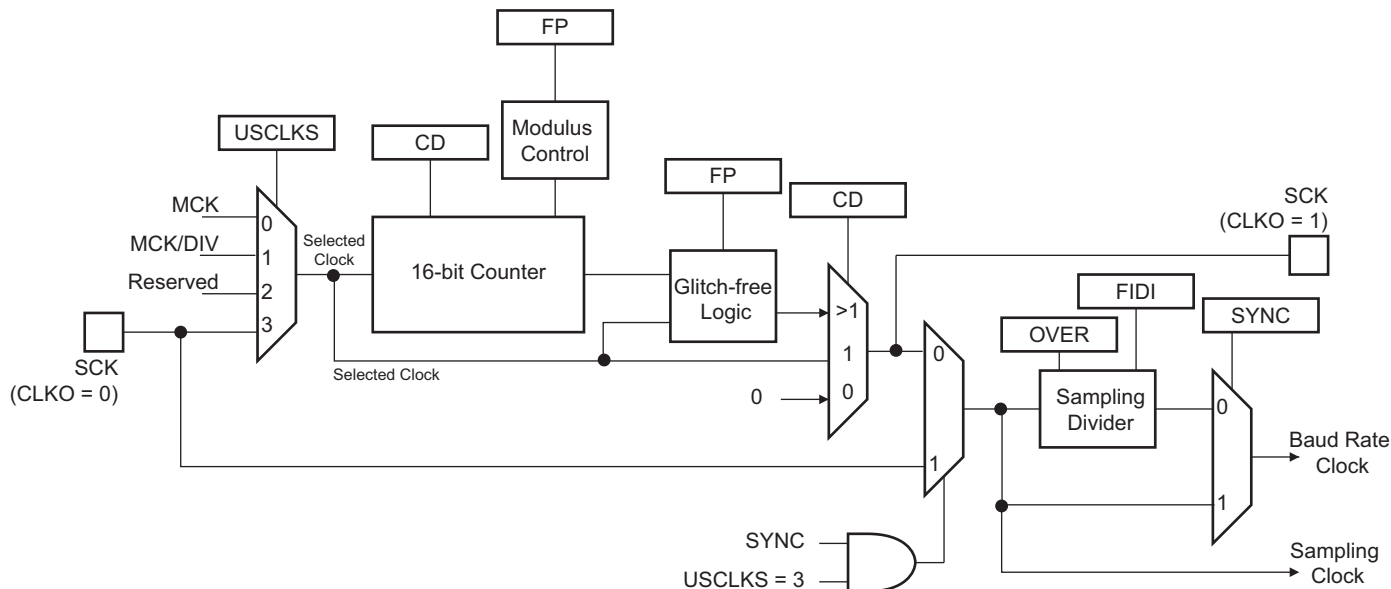 FP
Modulus
Control
USCLKS
CD
FP
CD
SCK
(CLKO = 1)
MCK
MCK/DIV
Reserved
0
1
2
3
Selected
Clock
16-bit Counter
Glitch-free
Logic
>1
1
0
0
SCK
(CLKO = 0)
Selected Clock
FIDI
OVER
SYNC
0
1
Sampling
Divider
0
1
Baud Rate
Clock
SYNC
USCLKS = 3
Sampling
Clock